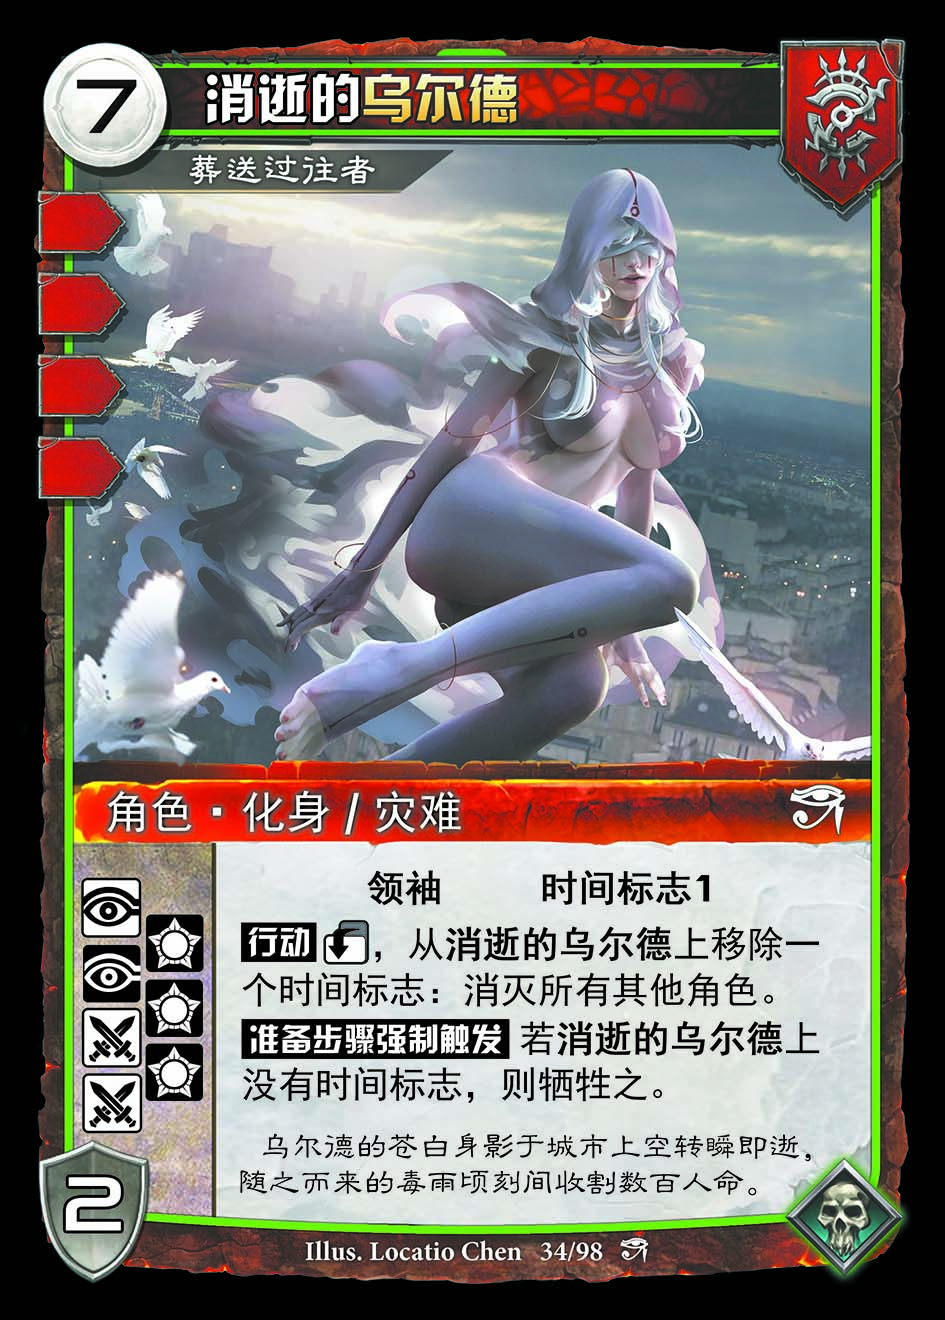 7
消逝的乌尔德
葬送过往者
角色·化身 / 灾难
领袖 时间标志1
行动 ，从消逝的乌尔德上移除一
个时间标志：消灭所有其他角色。
准备步骤强制触发 若消逝的乌尔德上
没有时间标志，则牺牲之。
乌尔德的苍白身影于城市上空转瞬即逝，
随之而来的毒雨顷刻间收割数百人命。
2
Illus. Locatio Chen 34/98